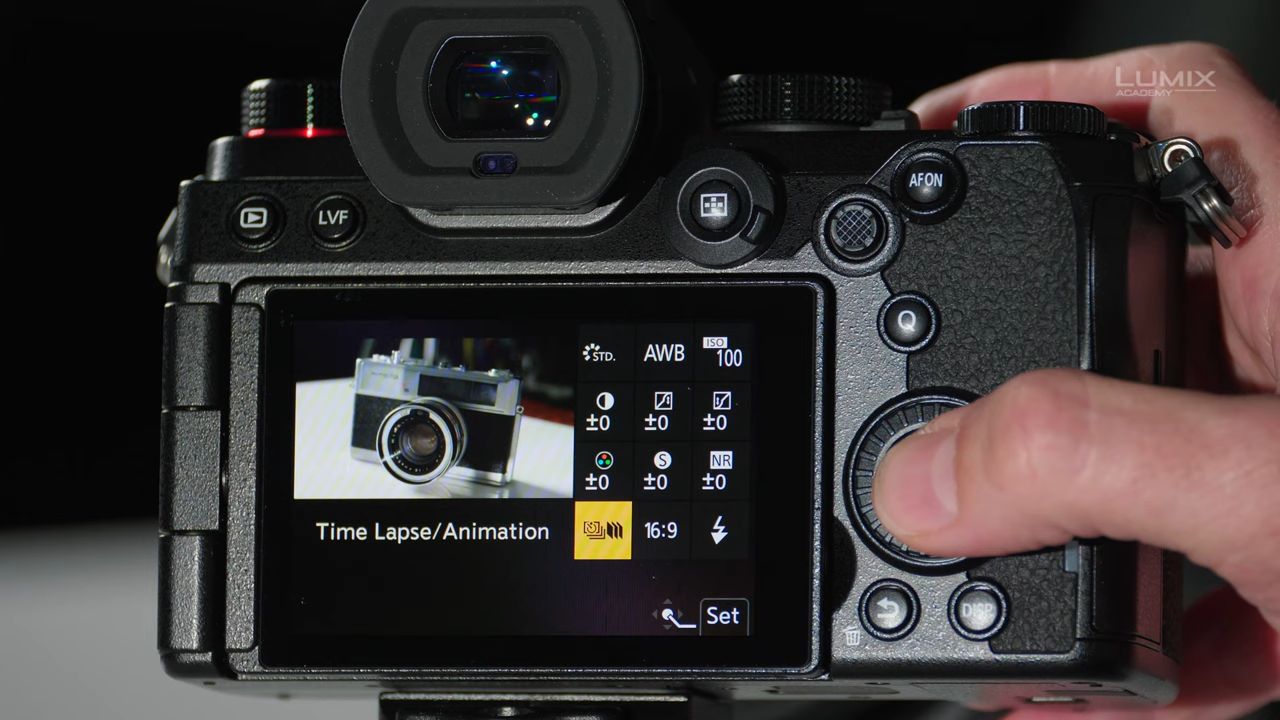 LUMIX
ACADEMY
AFON
LVF
Q
STD.
AWB
ISO
100
±0
±0
±0
S
NR
±0
±0
±0
Time Lapse/Animation
16:9
Set
DISP.